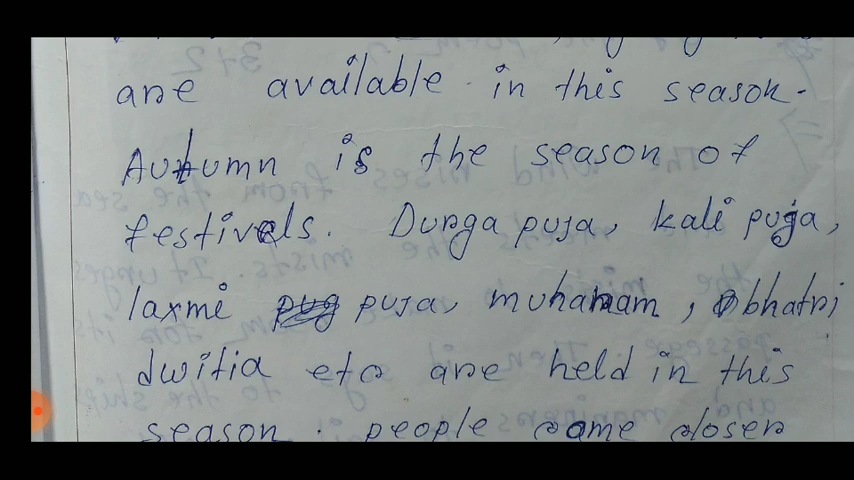 are available in this season.
Autumn is the season of
festivals. Durga puja, kali puja,
laxmi puja, muharram, bhatri
dwitia etc are held in this
season. people come closer